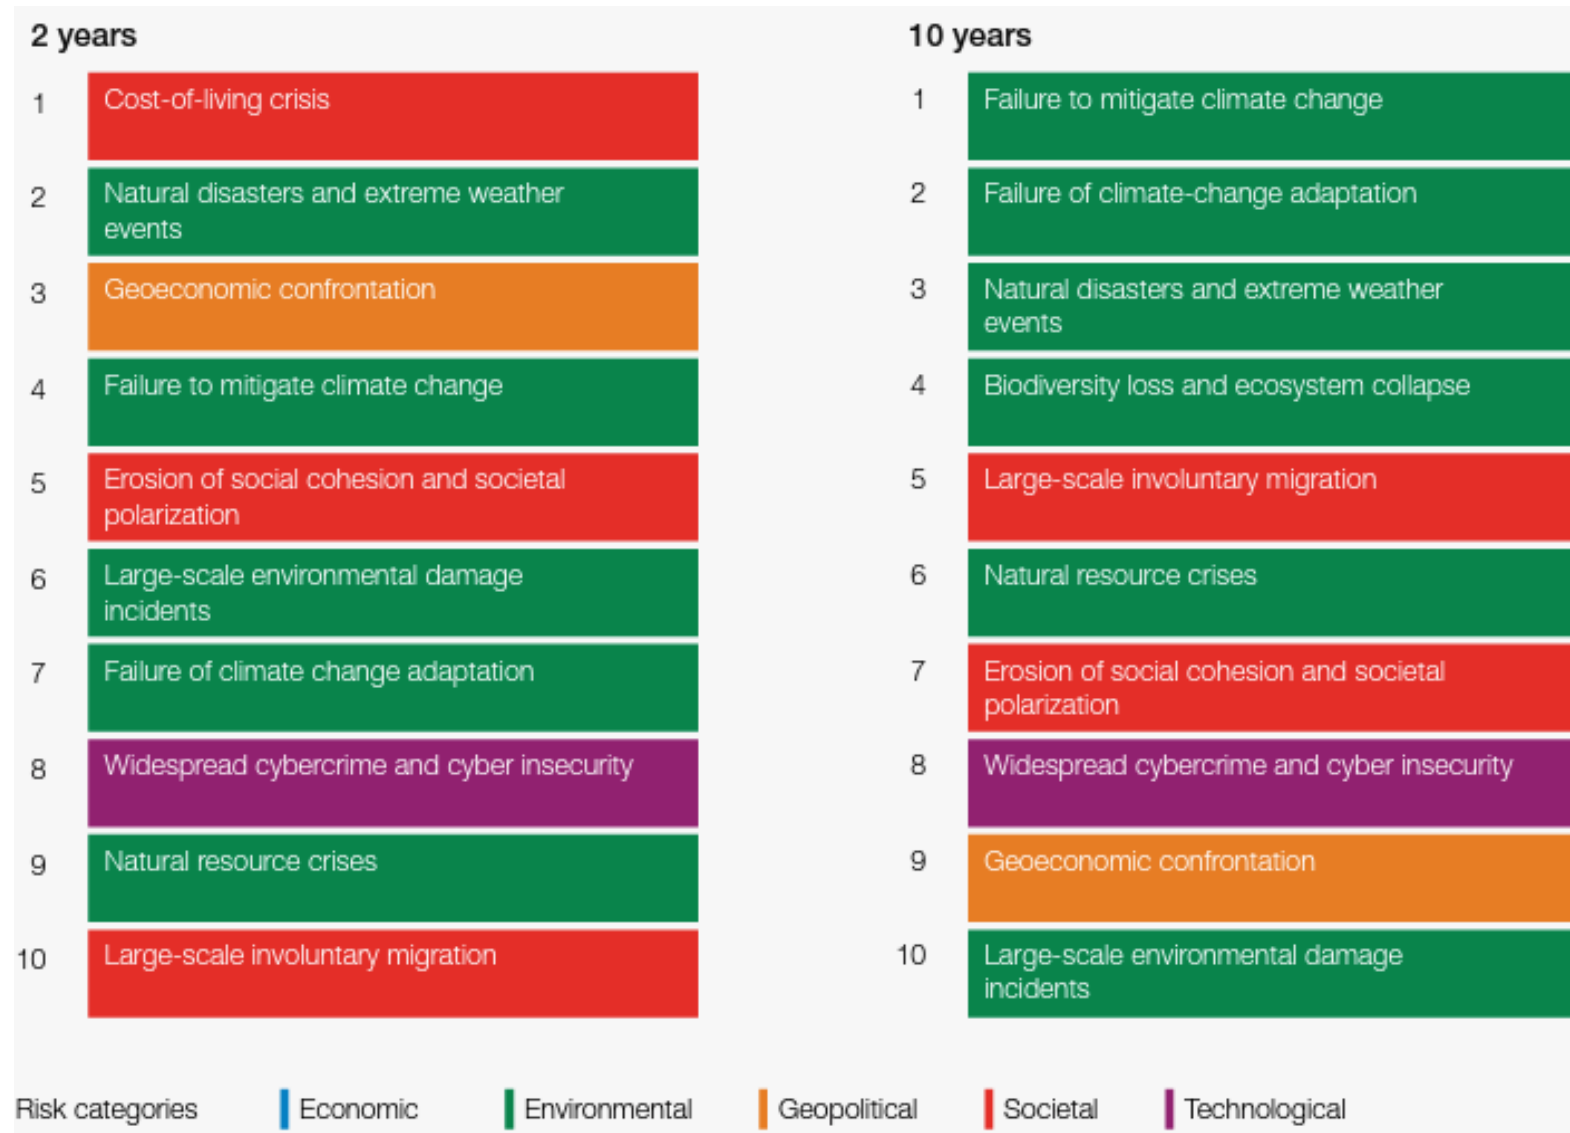 2 years
1
Cost-of-living crisis
2
Natural disasters and extreme weather
events
3
Geoeconomic confrontation
4
Failure to mitigate climate change
5
Erosion of social cohesion and societal
polarization
6
Large-scale environmental damage
incidents
7
Failure of climate change adaptation
8
Widespread cybercrime and cyber insecurity
9
Natural resource crises
10
Large-scale involuntary migration
10 years
1
Failure to mitigate climate change
2
Failure of climate-change adaptation
3
Natural disasters and extreme weather
events
4
Biodiversity loss and ecosystem collapse
5
Large-scale involuntary migration
6
Natural resource crises
7
Erosion of social cohesion and societal
polarization
8
Widespread cybercrime and cyber insecurity
9
Geoeconomic confrontation
10
Large-scale environmental damage
incidents
Risk categories
Economic
Environmental
Geopolitical
Societal
Technological